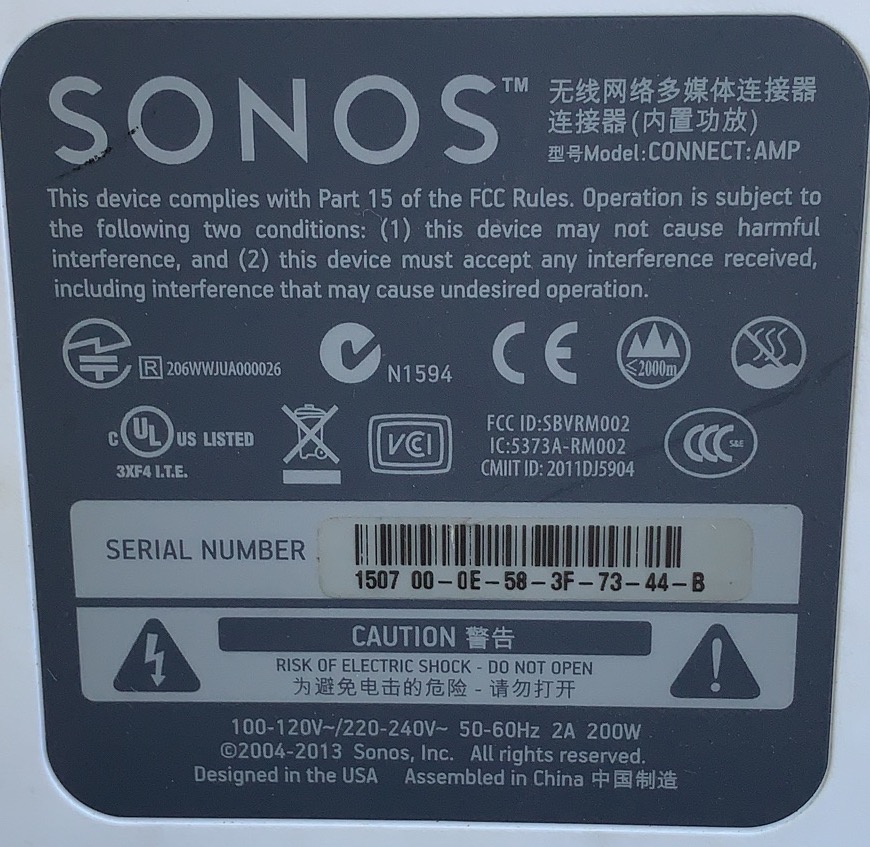 SONOS™
无线网络多媒体连接器
连接器(内置功放)
型号Model:CONNECT:AMP
This device complies with Part 15 of the FCC Rules. Operation is subject to
the following two conditions: (1) this device may not cause harmful
interference, and (2) this device must accept any interference received,
including interference that may cause undesired operation.
R 206WWJUA000026
N1594
CE
≤2000m
C UL US LISTED
3XF4 I.T.E.
VCI
FCC ID:SBVRM002
IC:5373A-RM002
CMIIT ID: 2011DJ5904
CCC S&E
SERIAL NUMBER
1507 00-0E-58-3F-73-44-B
CAUTION 警告
RISK OF ELECTRIC SHOCK - DO NOT OPEN
为避免电击的危险 - 请勿打开
100-120V~/220-240V~ 50-60Hz 2A 200W
©2004-2013 Sonos, Inc. All rights reserved.
Designed in the USA Assembled in China 中国制造